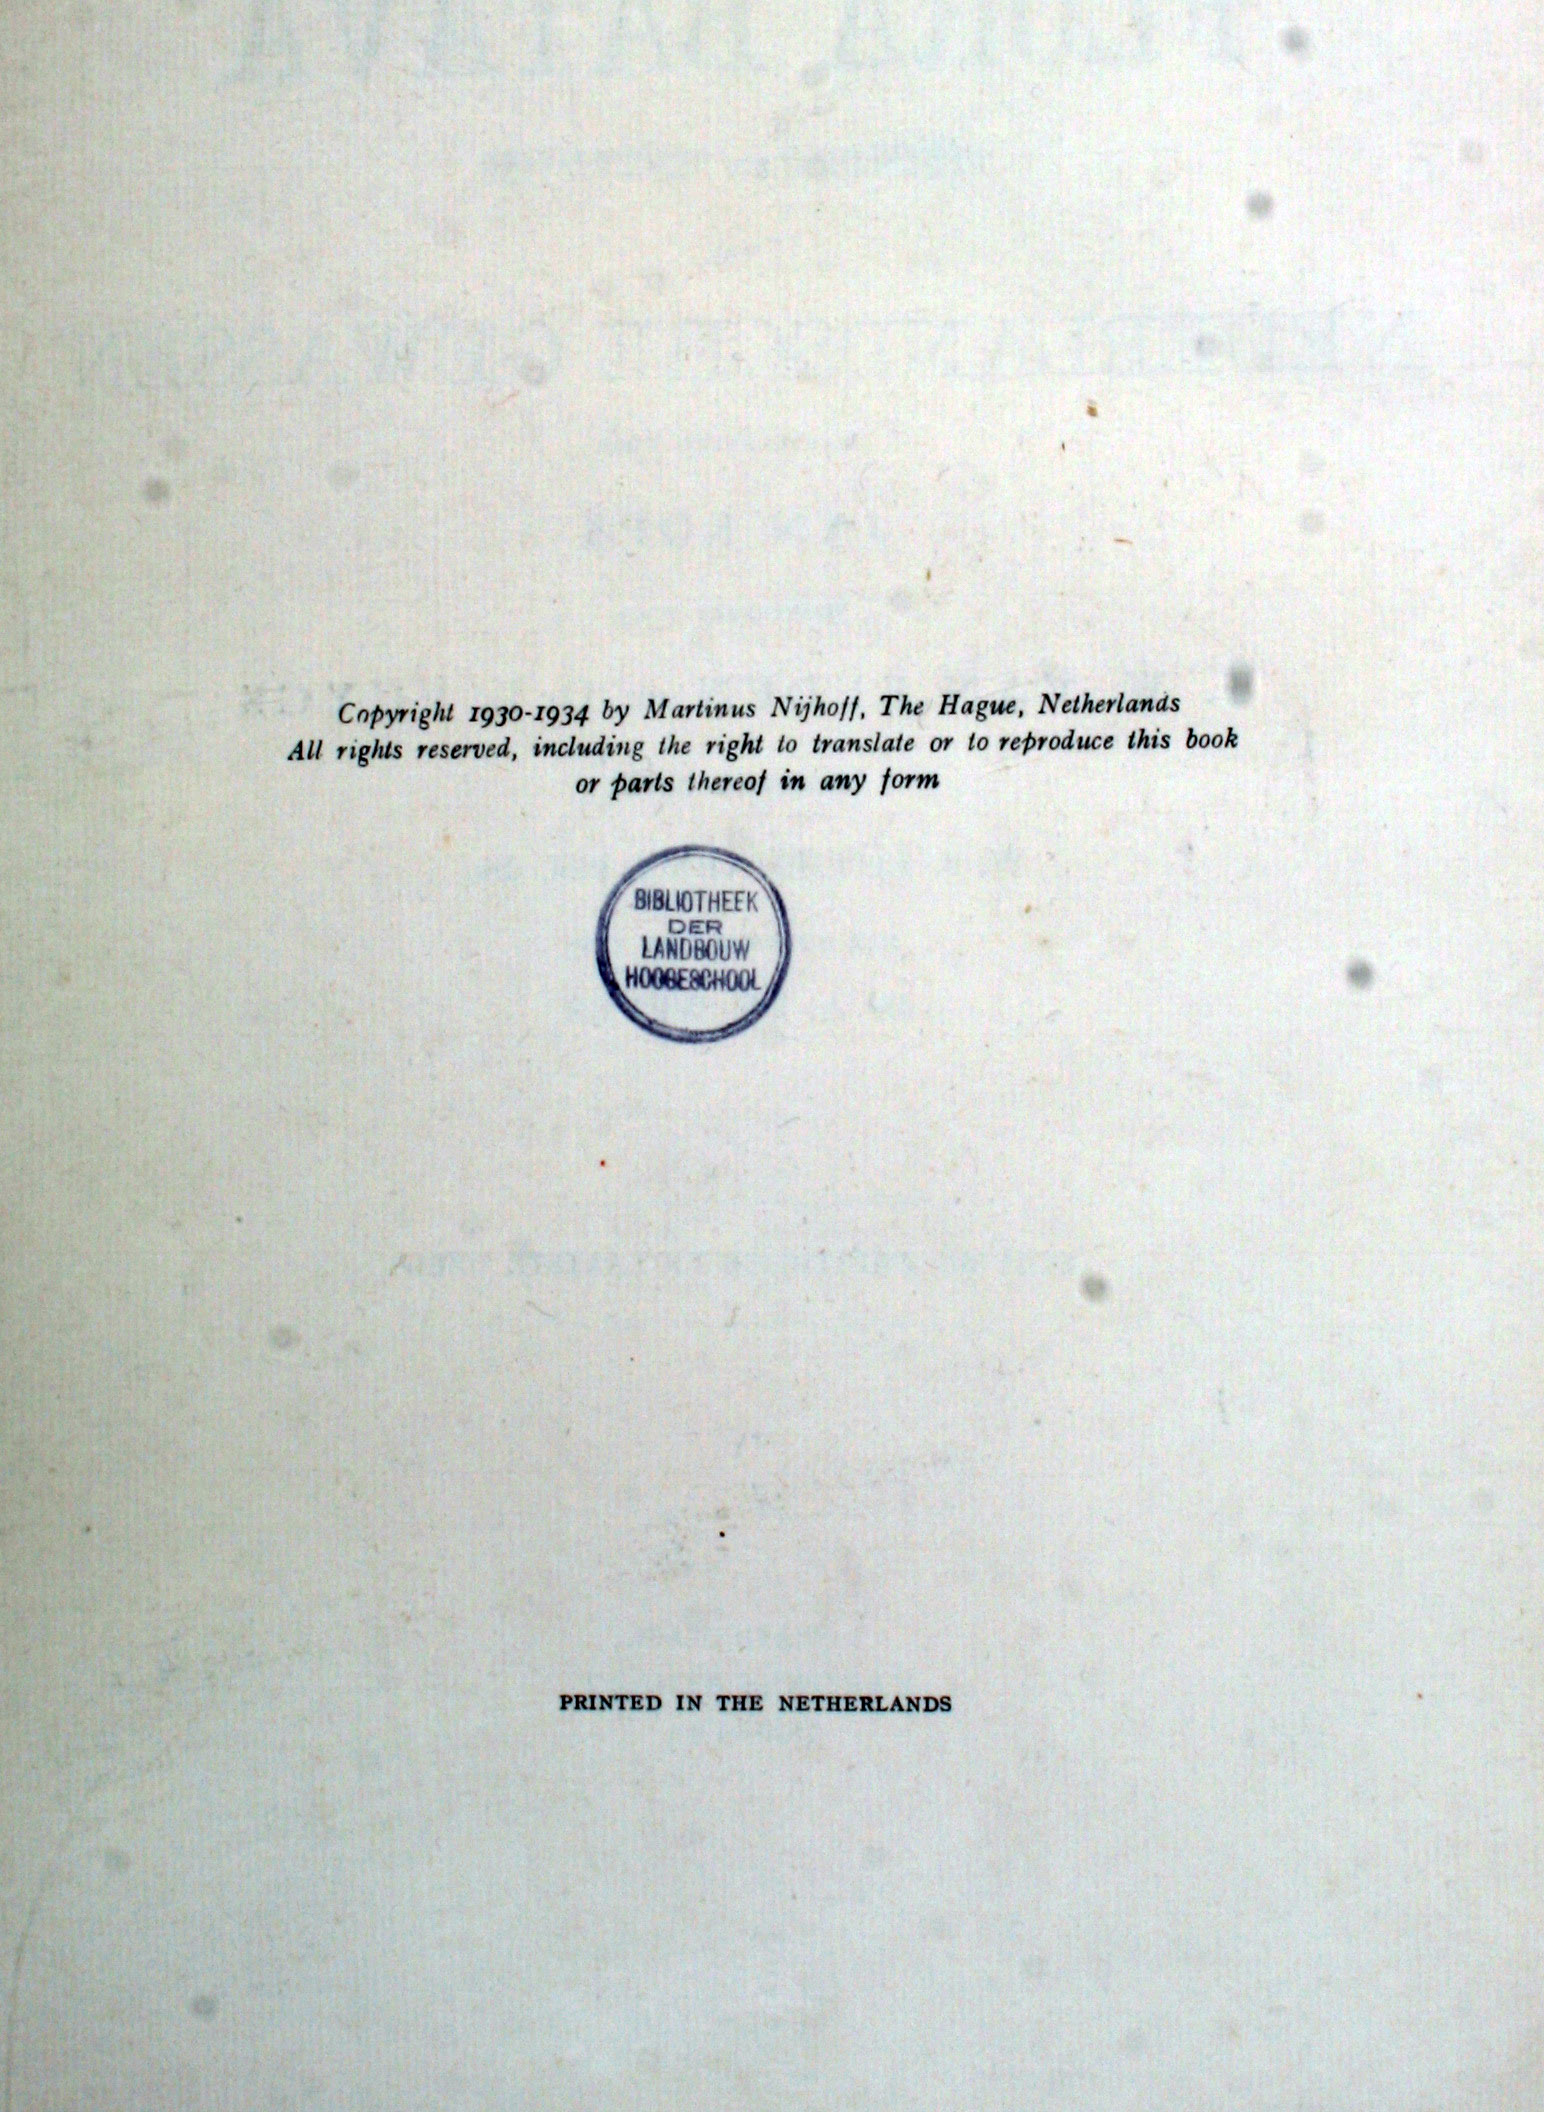 Copyright 1930-1934 by Martinus Nijhoff, The Hague, Netherlands
All rights reserved, including the right to translate or to reproduce this book
or parts thereof in any form
BIBLIOTHEEK
DER
LANDBOUW
HOOGESCHOOL
PRINTED IN THE NETHERLANDS